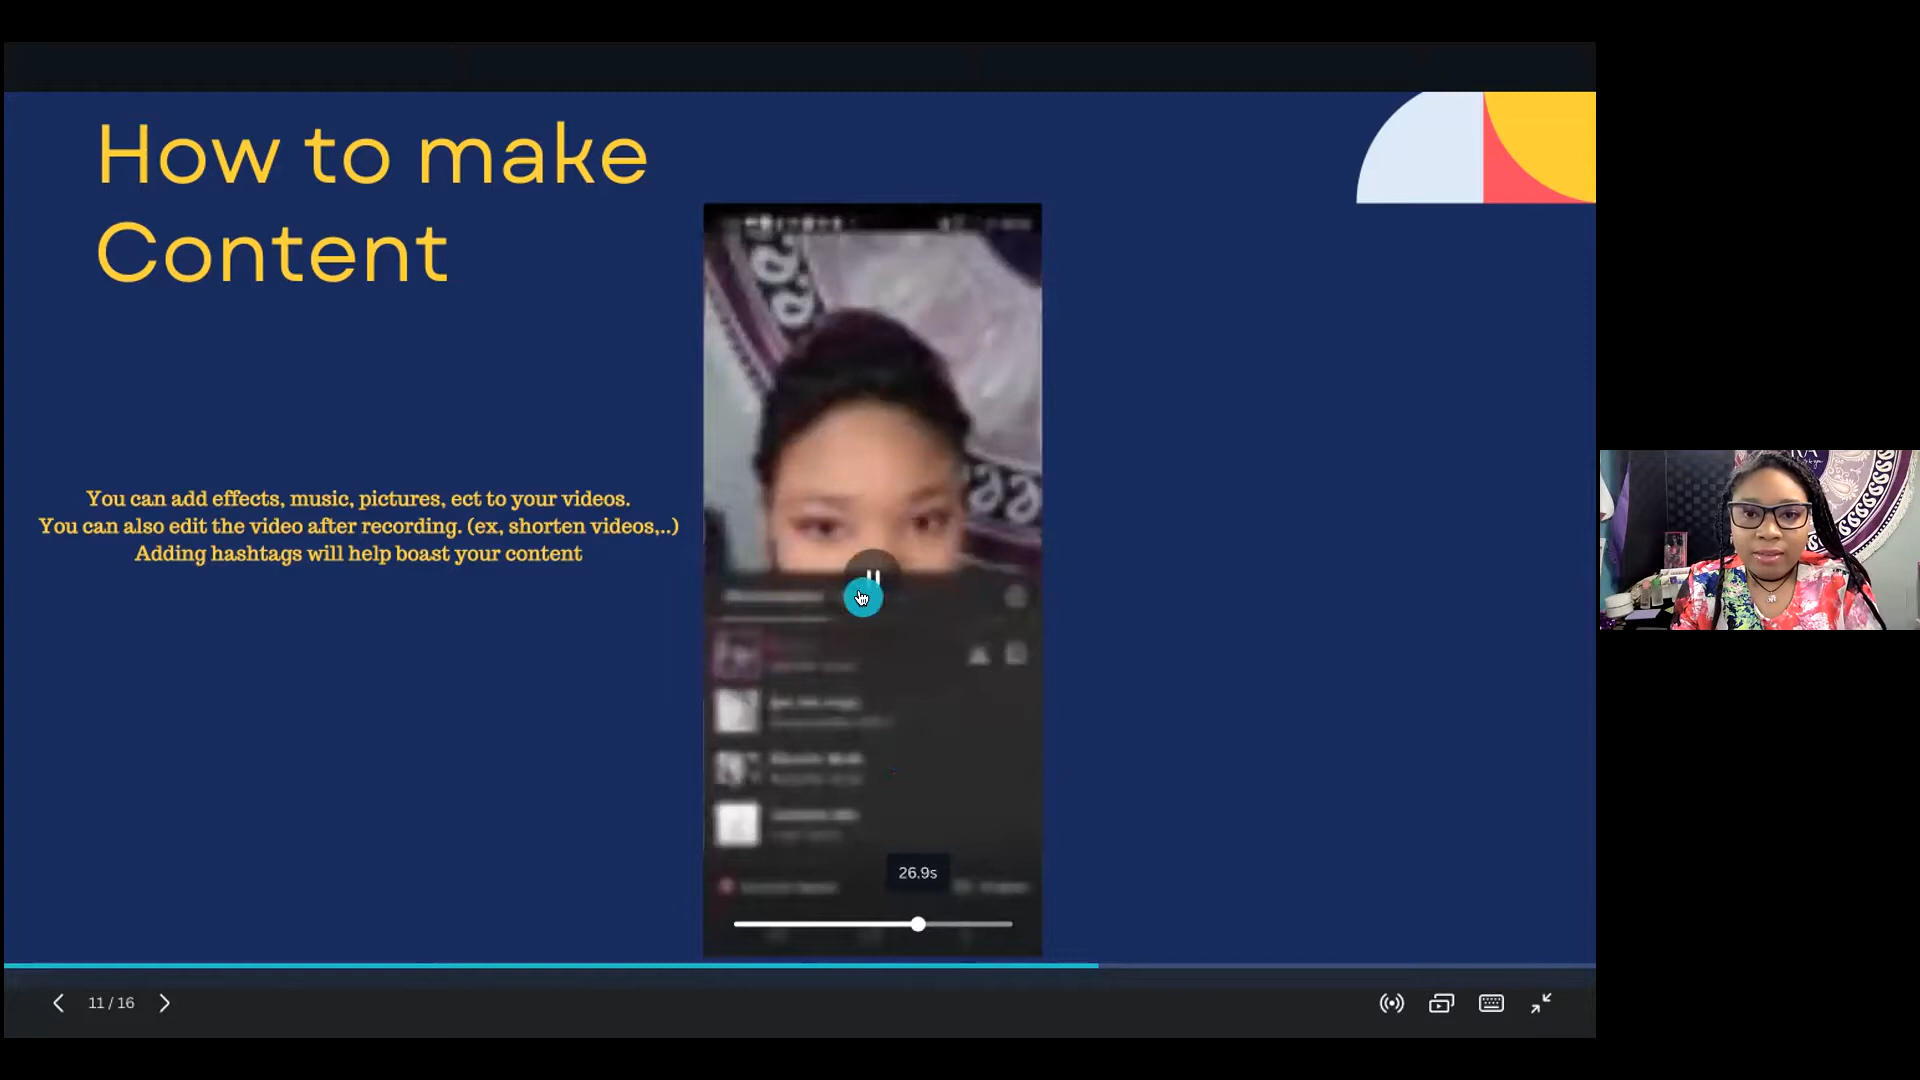 How to make
Content
You can add effects, music, pictures, ect to your videos.
You can also edit the video after recording. (ex, shorten videos,..)
Adding hashtags will help boast your content
26.9s
11 / 16